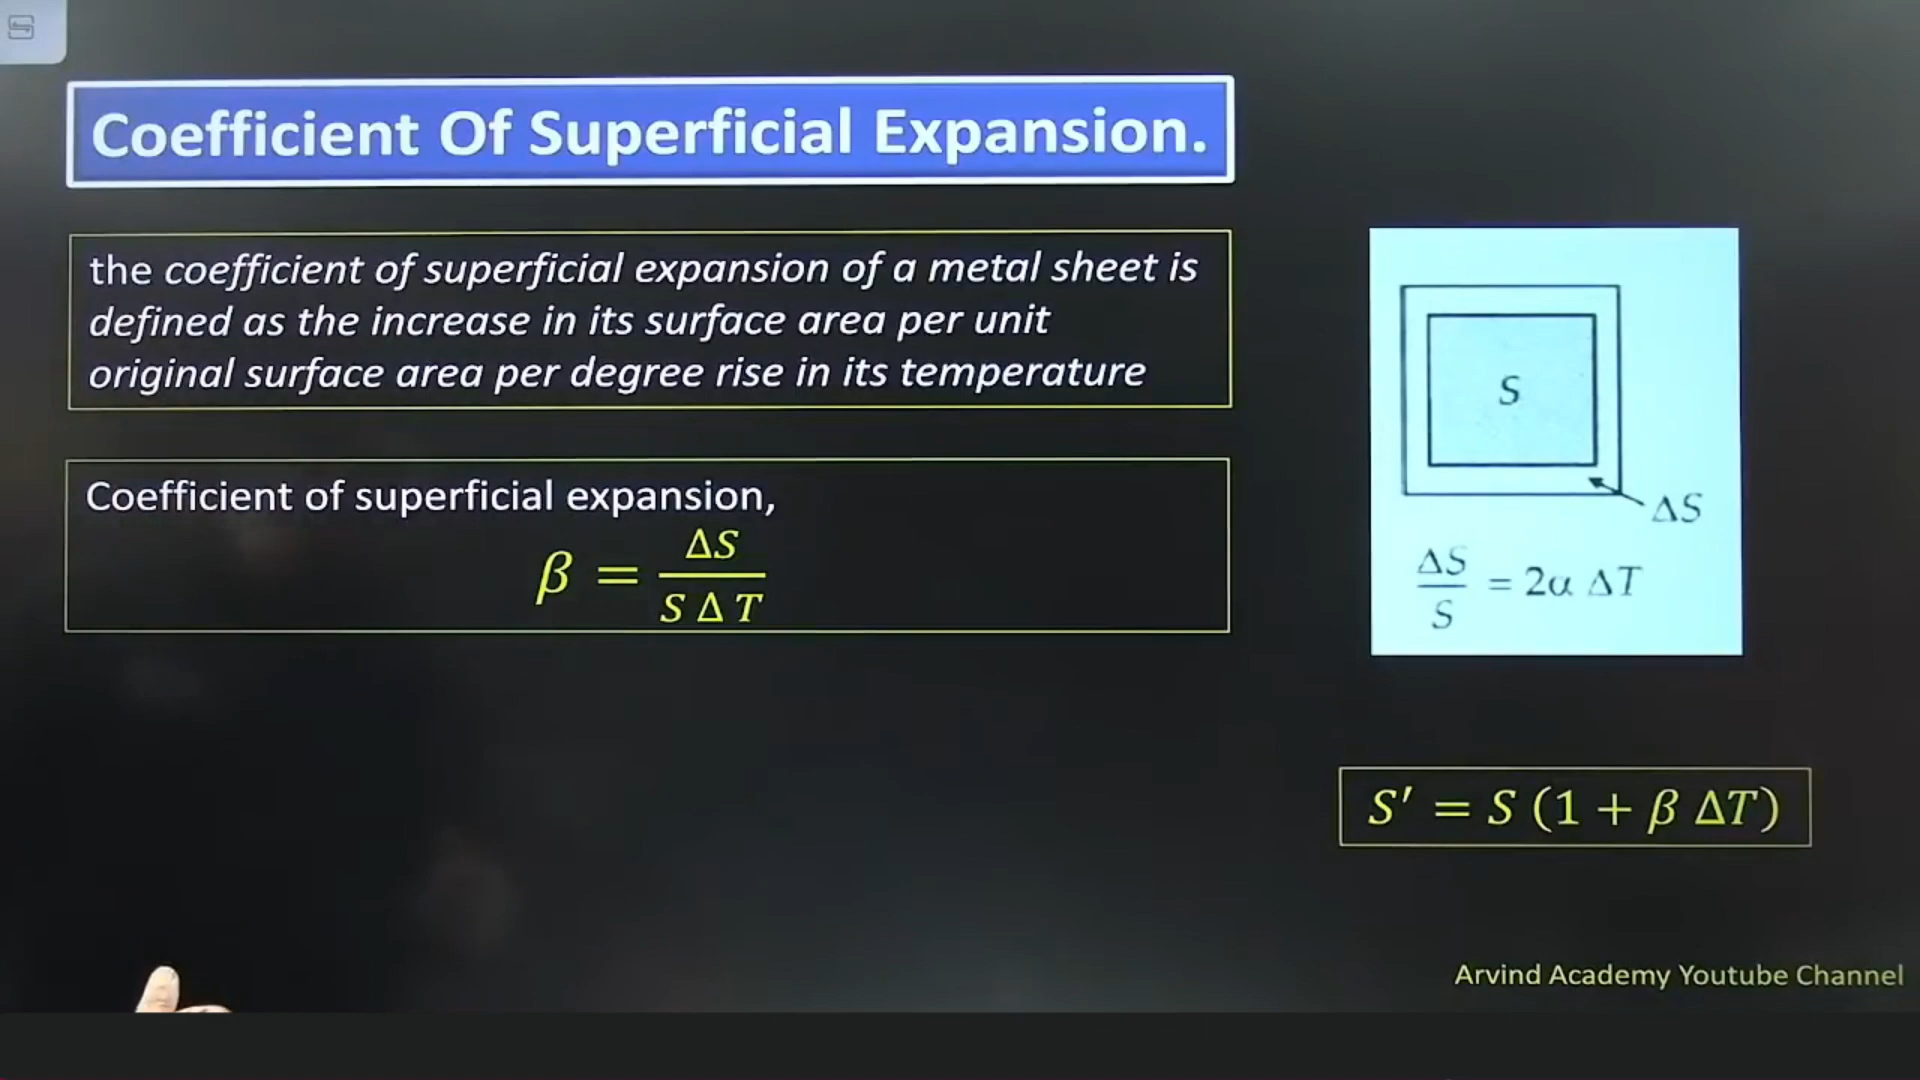 Coefficient Of Superficial Expansion.
the coefficient of superficial expansion of a metal sheet is
defined as the increase in its surface area per unit
original surface area per degree rise in its temperature
Coefficient of superficial expansion,
β = ΔS / S Δ T
S
ΔS
ΔS / S = 2α ΔT
S′ = S (1 + β ΔT)
Arvind Academy Youtube Channel